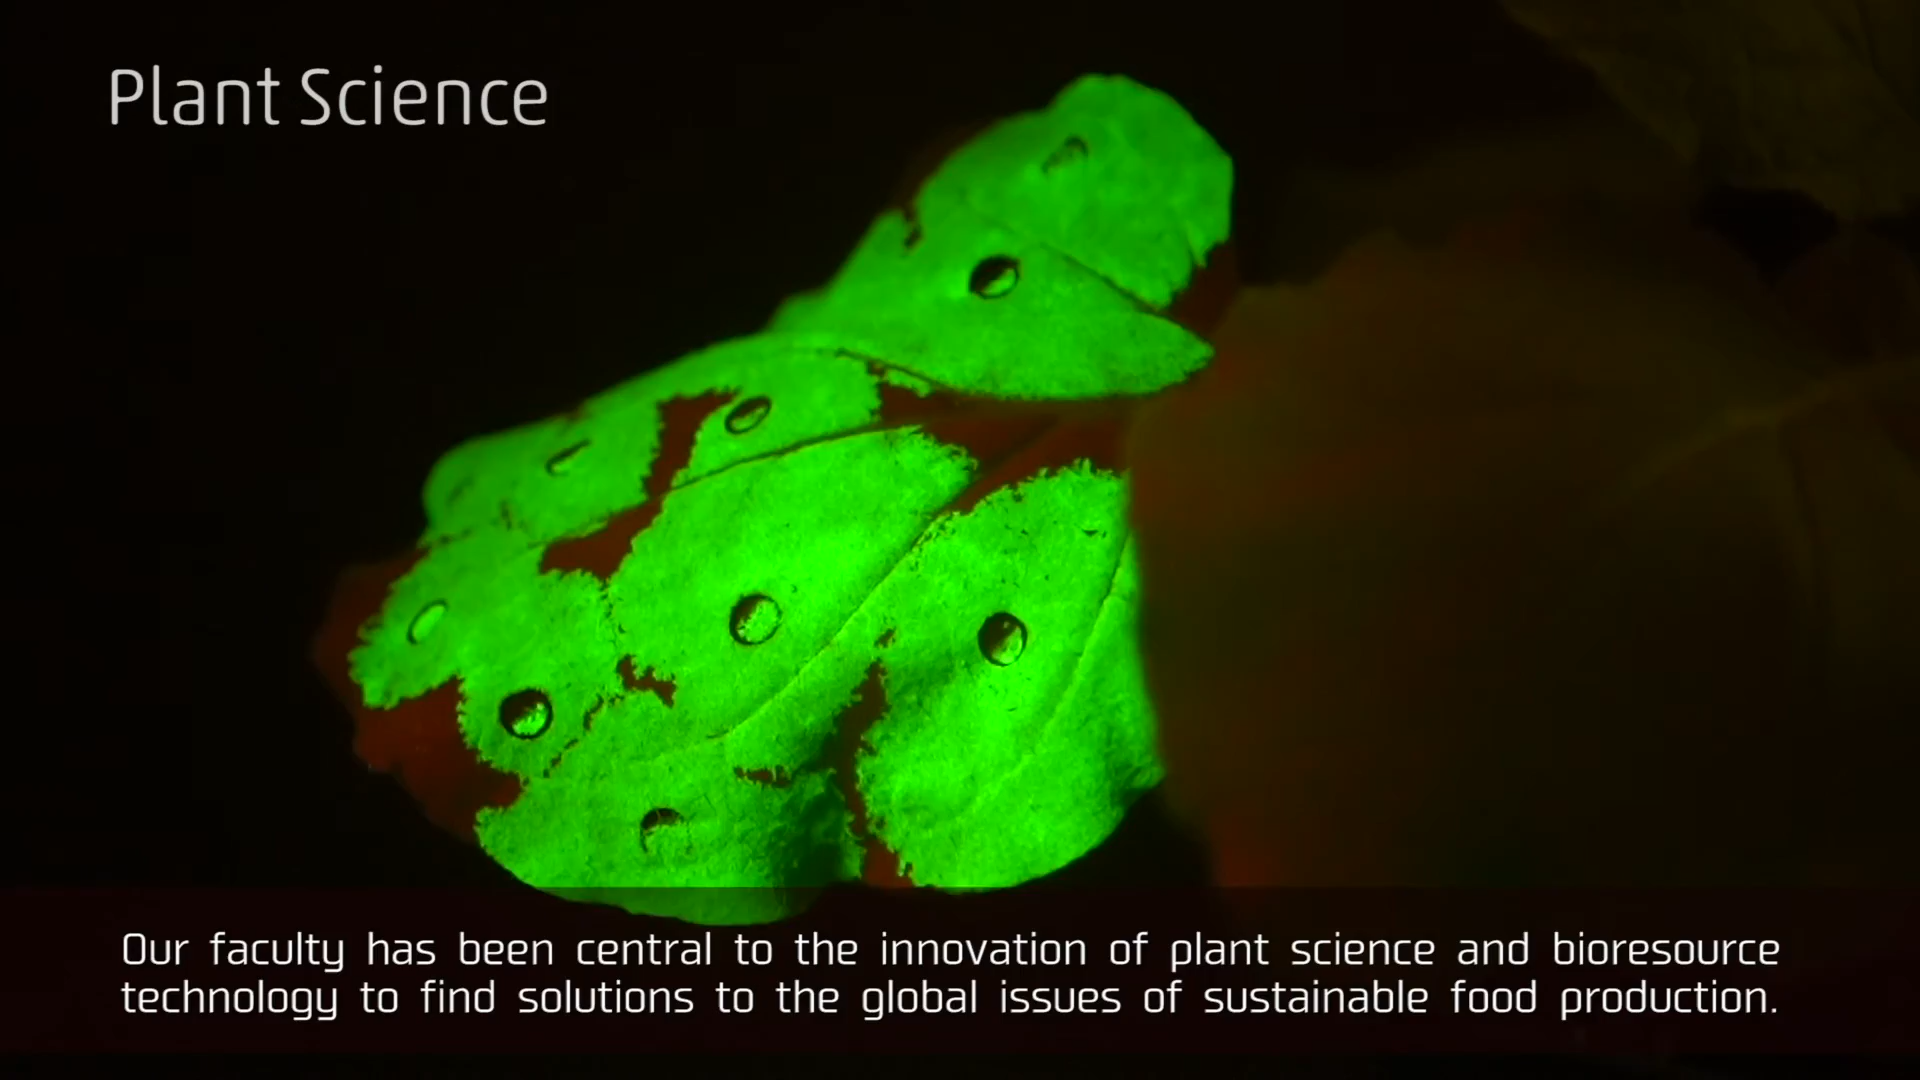 Plant Science
Our faculty has been central to the innovation of plant science and bioresource
technology to find solutions to the global issues of sustainable food production.